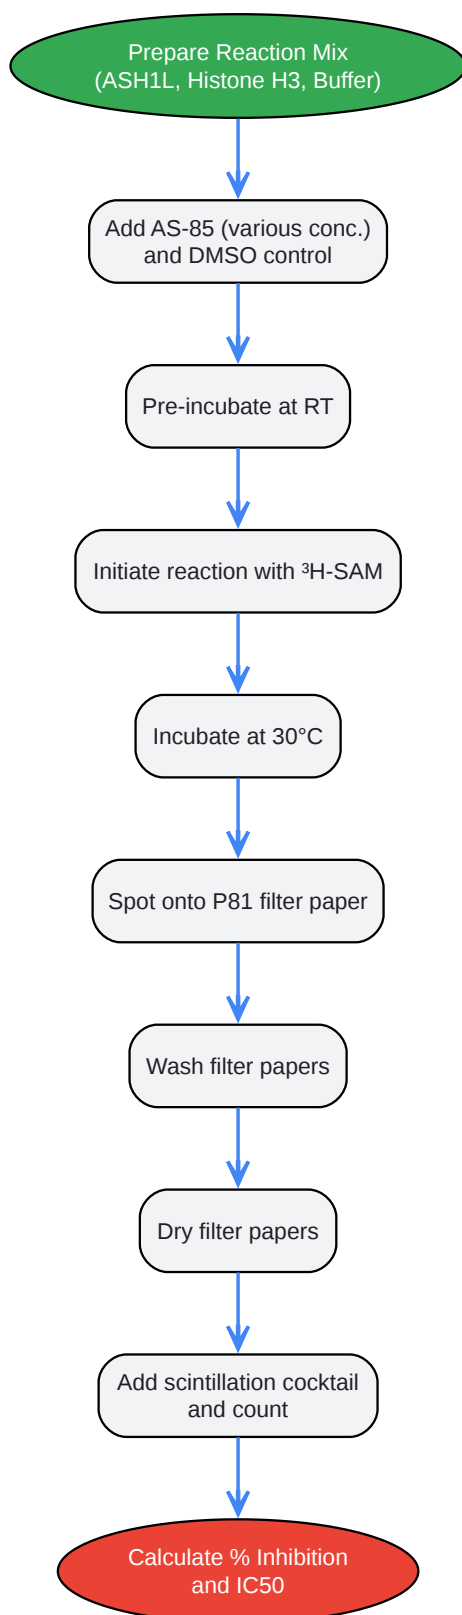 Prepare Reaction Mix
(ASH1L, Histone H3, Buffer)
Add AS-85 (various conc.)
and DMSO control
Pre-incubate at RT
Initiate reaction with ³H-SAM
Incubate at 30°C
Spot onto P81 filter paper
Wash filter papers
Dry filter papers
Add scintillation cocktail
and count
Calculate % Inhibition
and IC50